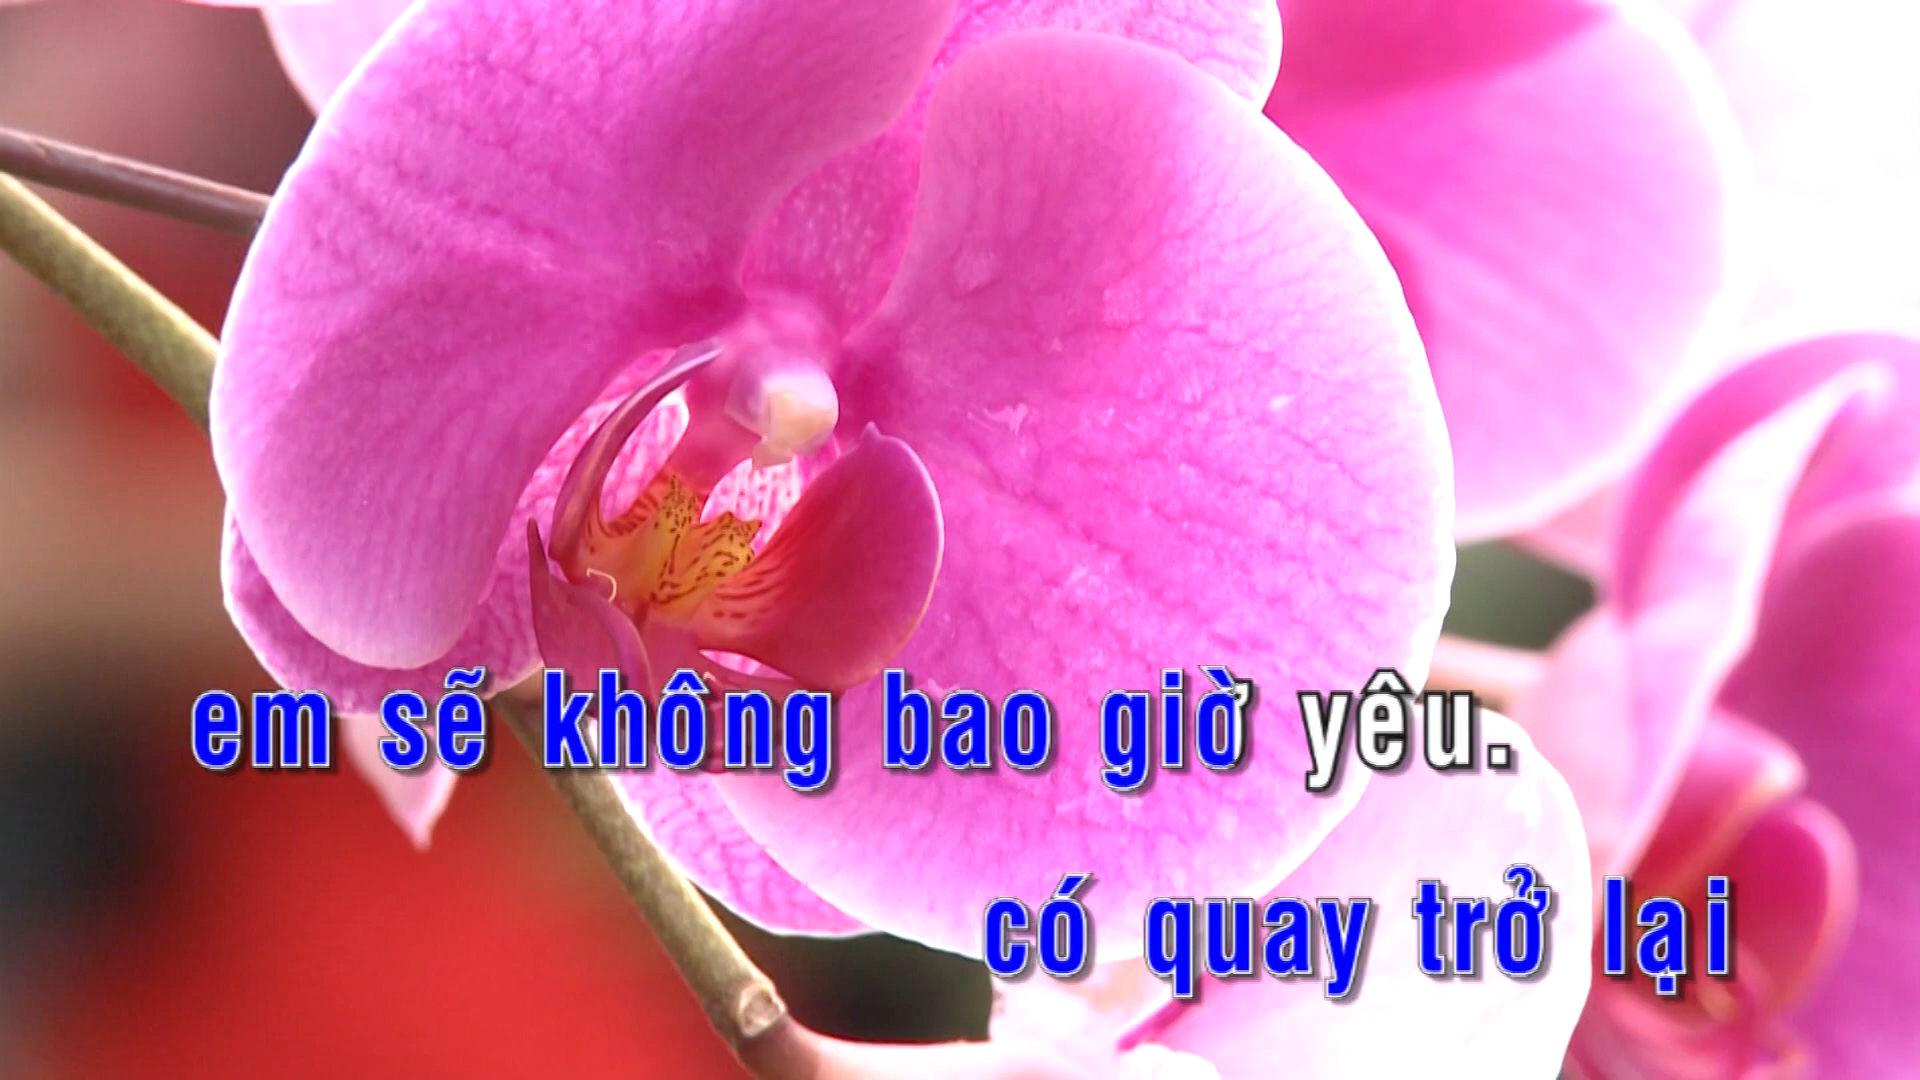 em sẽ không bao giờ yêu.
có quay trở lại